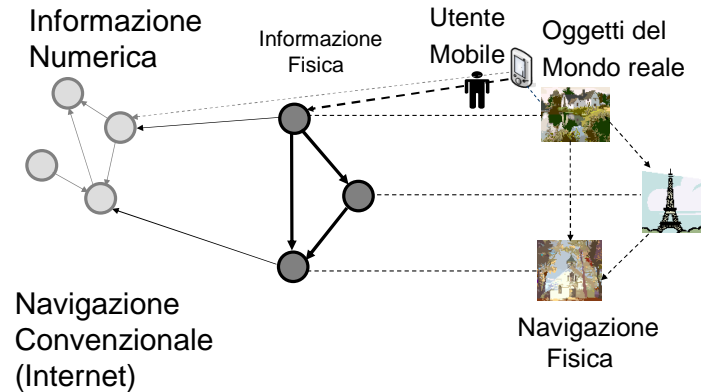 Informazione
Numerica
Informazione
Fisica
Utente
Mobile
Oggetti del
Mondo reale
Navigazione
Convenzionale
(Internet)
Navigazione
Fisica